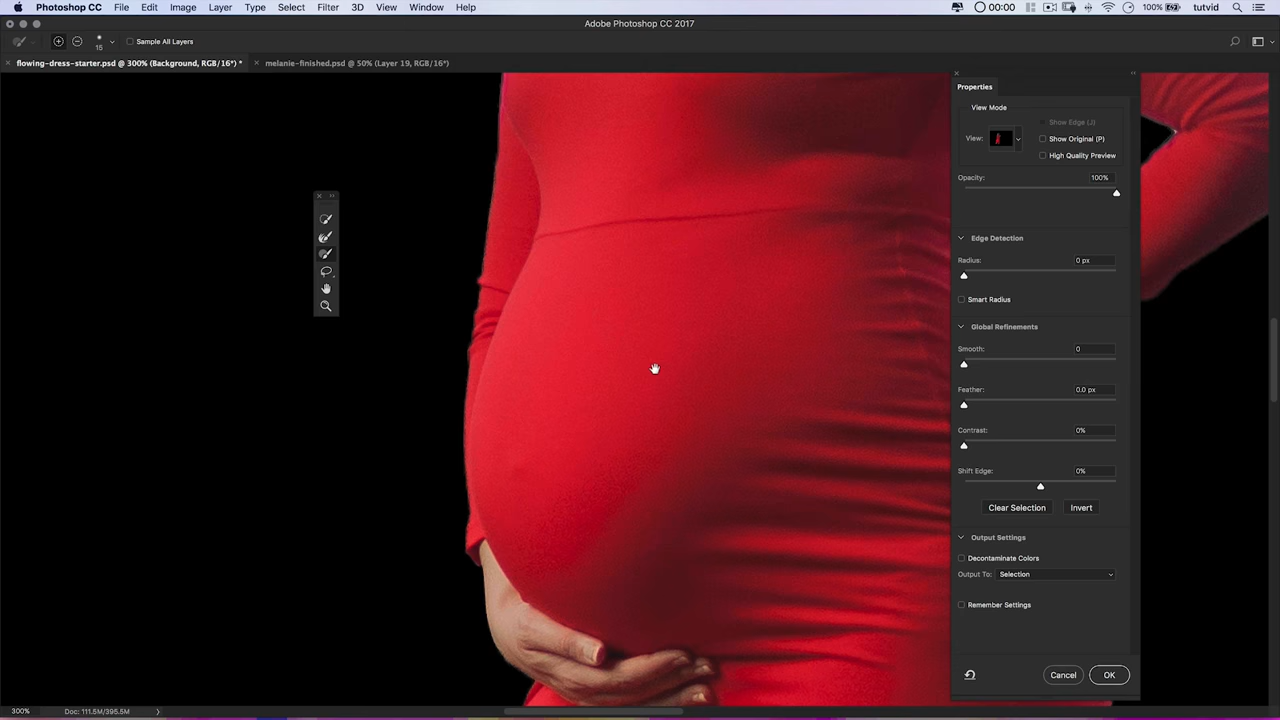 Photoshop CC File Edit Image Layer Type Select Filter 3D View Window Help 00:00 100% tutvid
Adobe Photoshop CC 2017
15 Sample All Layers
flowing-dress-starter.psd @ 300% (Background, RGB/16*) * melanie-finished.psd @ 50% (Layer 19, RGB/16*)
Properties
View Mode
Show Edge (J)
View: Show Original (P)
High Quality Preview
Opacity: 100%
Edge Detection
Radius: 0 px
Smart Radius
Global Refinements
Smooth: 0
Feather: 0.0 px
Contrast: 0%
Shift Edge: 0%
Clear Selection Invert
Output Settings
Decontaminate Colors
Output To: Selection
Remember Settings
Cancel OK
300% Doc: 111.5M/395.5M